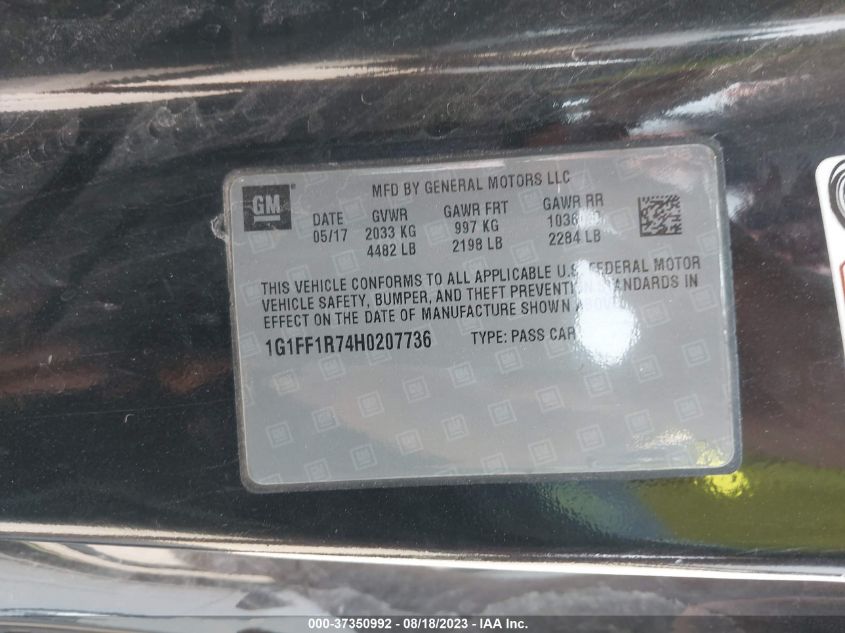 MFD BY GENERAL MOTORS LLC
GM
DATE GVWR GAWR FRT GAWR RR
05/17 2033 KG 997 KG 1036
4482 LB 2198 LB 2284 LB
THIS VEHICLE CONFORMS TO ALL APPLICABLE U.S. FEDERAL MOTOR
VEHICLE SAFETY, BUMPER, AND THEFT PREVENTION STANDARDS IN
EFFECT ON THE DATE OF MANUFACTURE SHOWN ABOVE
1G1FF1R74H0207736 TYPE: PASS CAR
000-37350992 / 08/18/2023 / IAA Inc.